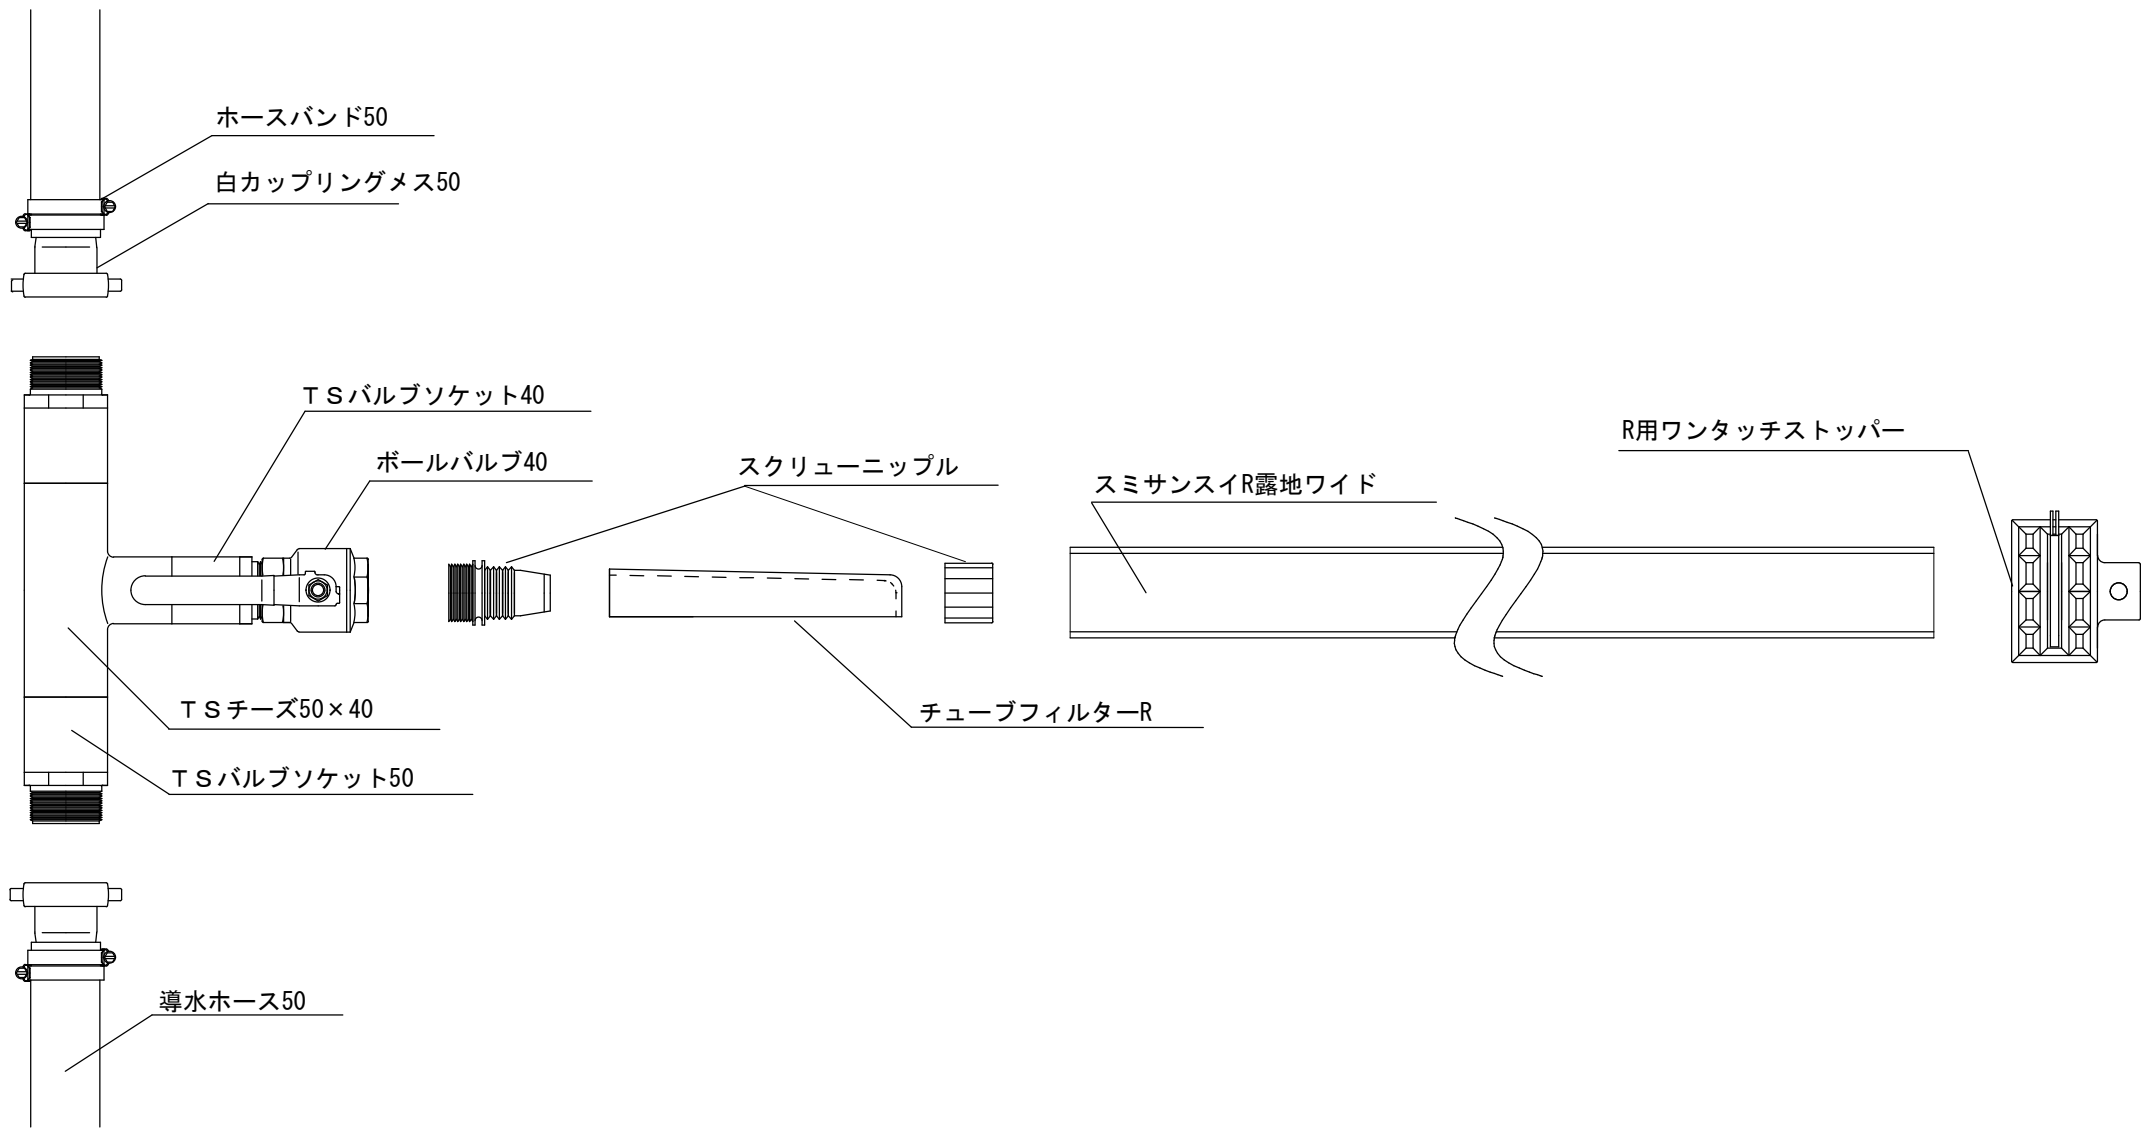 ホースバンド50
白カップリングメス50
ＴＳバルブソケット40
ボールバルブ40
スクリューニップル
スミサンスイR露地ワイド
R用ワンタッチストッパー
ＴＳチーズ50×40
チューブフィルターR
ＴＳバルブソケット50
導水ホース50